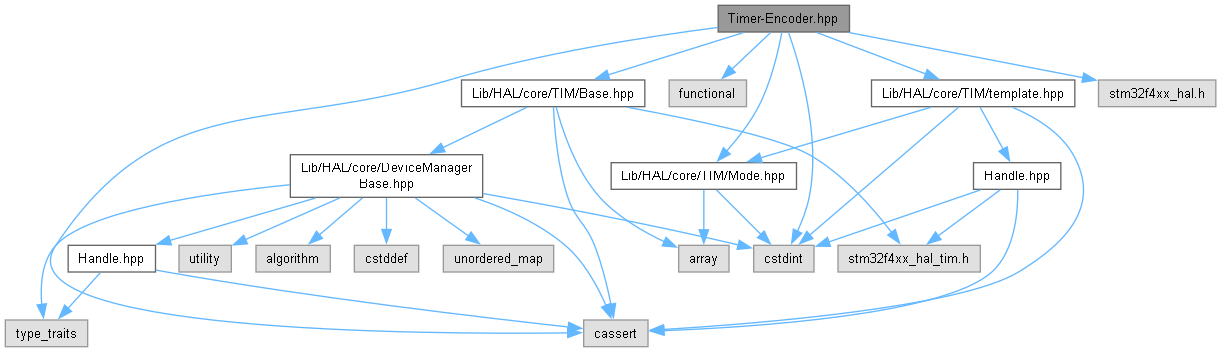 Timer-Encoder.hpp
Lib/HAL/core/TIM/Base.hpp
functional
Lib/HAL/core/TIM/template.hpp
stm32f4xx_hal.h
Lib/HAL/core/DeviceManager
Base.hpp
Lib/HAL/core/TIM/Mode.hpp
Handle.hpp
Handle.hpp
utility
algorithm
cstddef
unordered_map
array
cstdint
stm32f4xx_hal_tim.h
type_traits
cassert